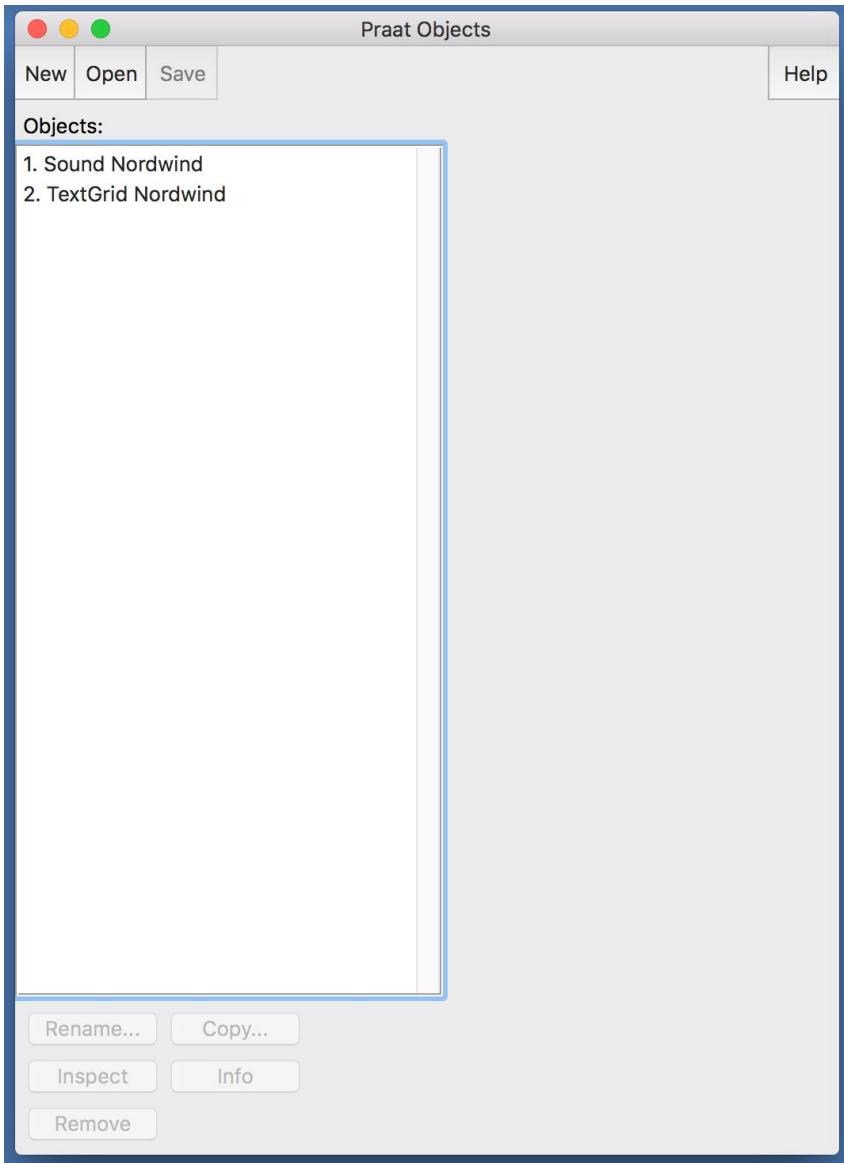 Praat Objects
New Open Save Help
Objects:
1. Sound Nordwind
2. TextGrid Nordwind
Rename... Copy...
Inspect Info
Remove